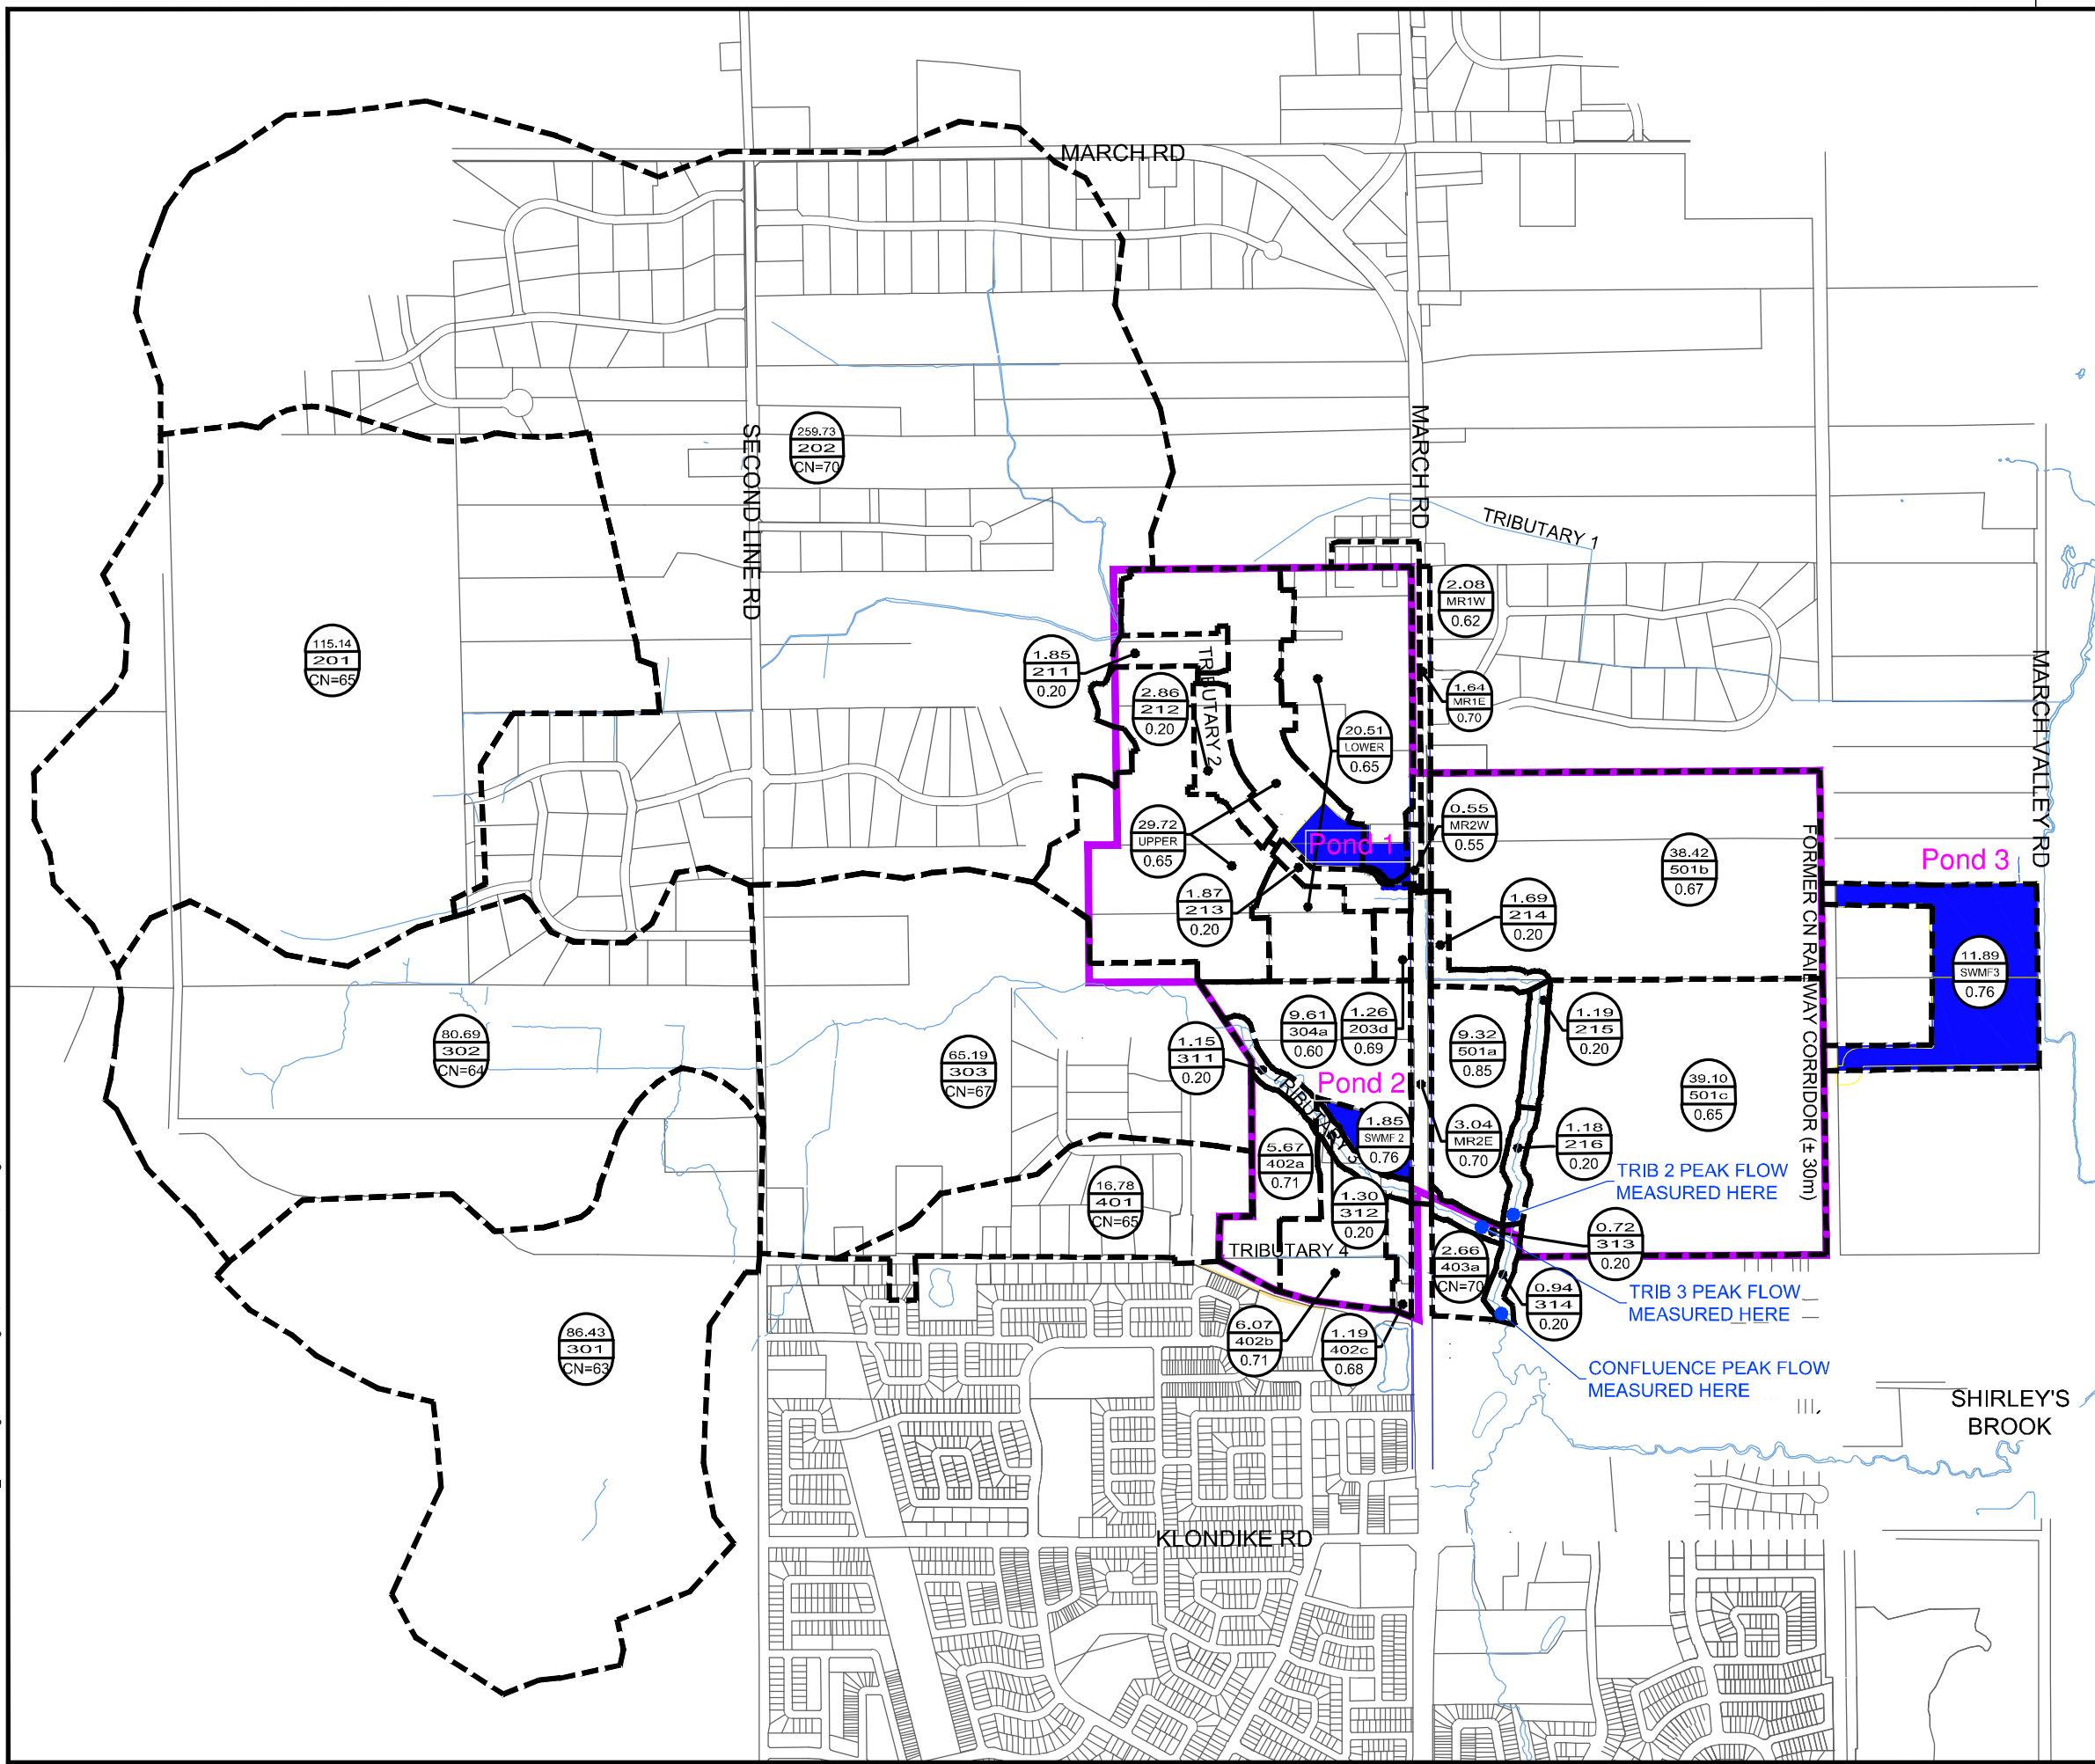 MARCH RD
259.73
202
CN=70
SECOND LINE RD
MARCH RD
TRIBUTARY 1
2.08
MR1W
0.62
115.14
201
CN=65
1.85
211
0.20
2.86
212
0.20
TRIBUTARY 2
1.64
MR1E
0.70
20.51
LOWER
0.65
MARCH VALLEY RD
29.72
UPPER
0.65
Pond 1
0.55
MR2W
0.55
38.42
501b
0.67
FORMER CN RAILWAY CORRIDOR (± 30m)
Pond 3
1.87
213
0.20
1.69
214
0.20
11.89
SWMF3
0.76
80.69
302
CN=64
65.19
303
CN=67
1.15
311
0.20
9.61
304a
0.60
1.26
203d
0.69
9.32
501a
0.85
1.19
215
0.20
TRIBUTARY 3
Pond 2
39.10
501c
0.65
5.67
402a
0.71
1.85
SWMF 2
0.76
3.04
MR2E
0.70
1.18
216
0.20
16.78
401
CN=65
1.30
312
0.20
TRIB 2 PEAK FLOW
MEASURED HERE
TRIBUTARY 4
2.66
403a
CN=70
0.72
313
0.20
TRIB 3 PEAK FLOW
MEASURED HERE
0.94
314
0.20
86.43
301
CN=63
6.07
402b
0.71
1.19
402c
0.68
CONFLUENCE PEAK FLOW
MEASURED HERE
SHIRLEY'S
BROOK
KLONDIKE RD